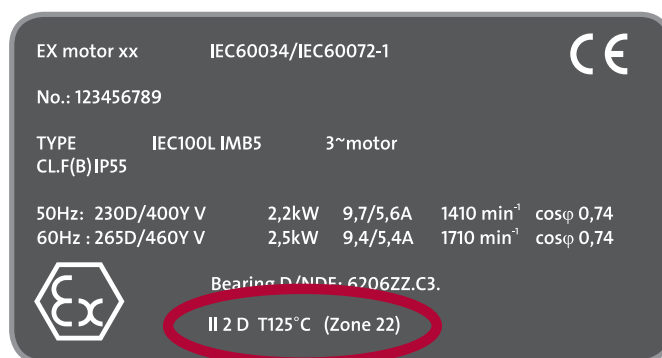 EX motor xx IEC60034/IEC60072-1 CE
No.: 123456789
TYPE IEC100L IMB5 3~motor
CL.F(B)IP55
50Hz: 230D/400Y V 2,2kW 9,7/5,6A 1410 min⁻¹ cosφ 0,74
60Hz : 265D/460Y V 2,5kW 9,4/5,4A 1710 min⁻¹ cosφ 0,74
Bearing D/NDE: 6206ZZ.C3.
Ex II 2 D T125°C (Zone 22)